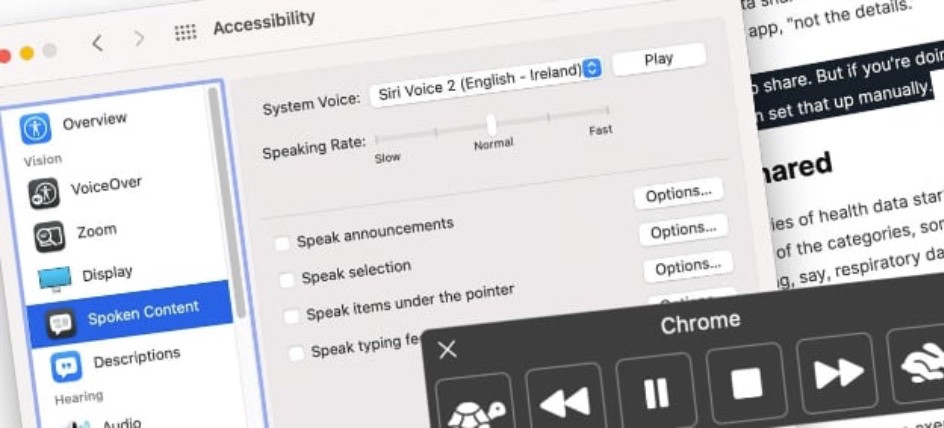 Accessibility
Overview
Vision
VoiceOver
Zoom
Display
Spoken Content
Descriptions
Hearing
Audio
System Voice: Siri Voice 2 (English - Ireland) Play
Speaking Rate:
Slow Normal Fast
Speak announcements Options...
Speak selection Options...
Speak items under the pointer Options...
Speak typing fe
Chrome
app, "not the details.
share. But if you're doin
set that up manually.
hared
ies of health data star
of the categories, som
g, say, respiratory da